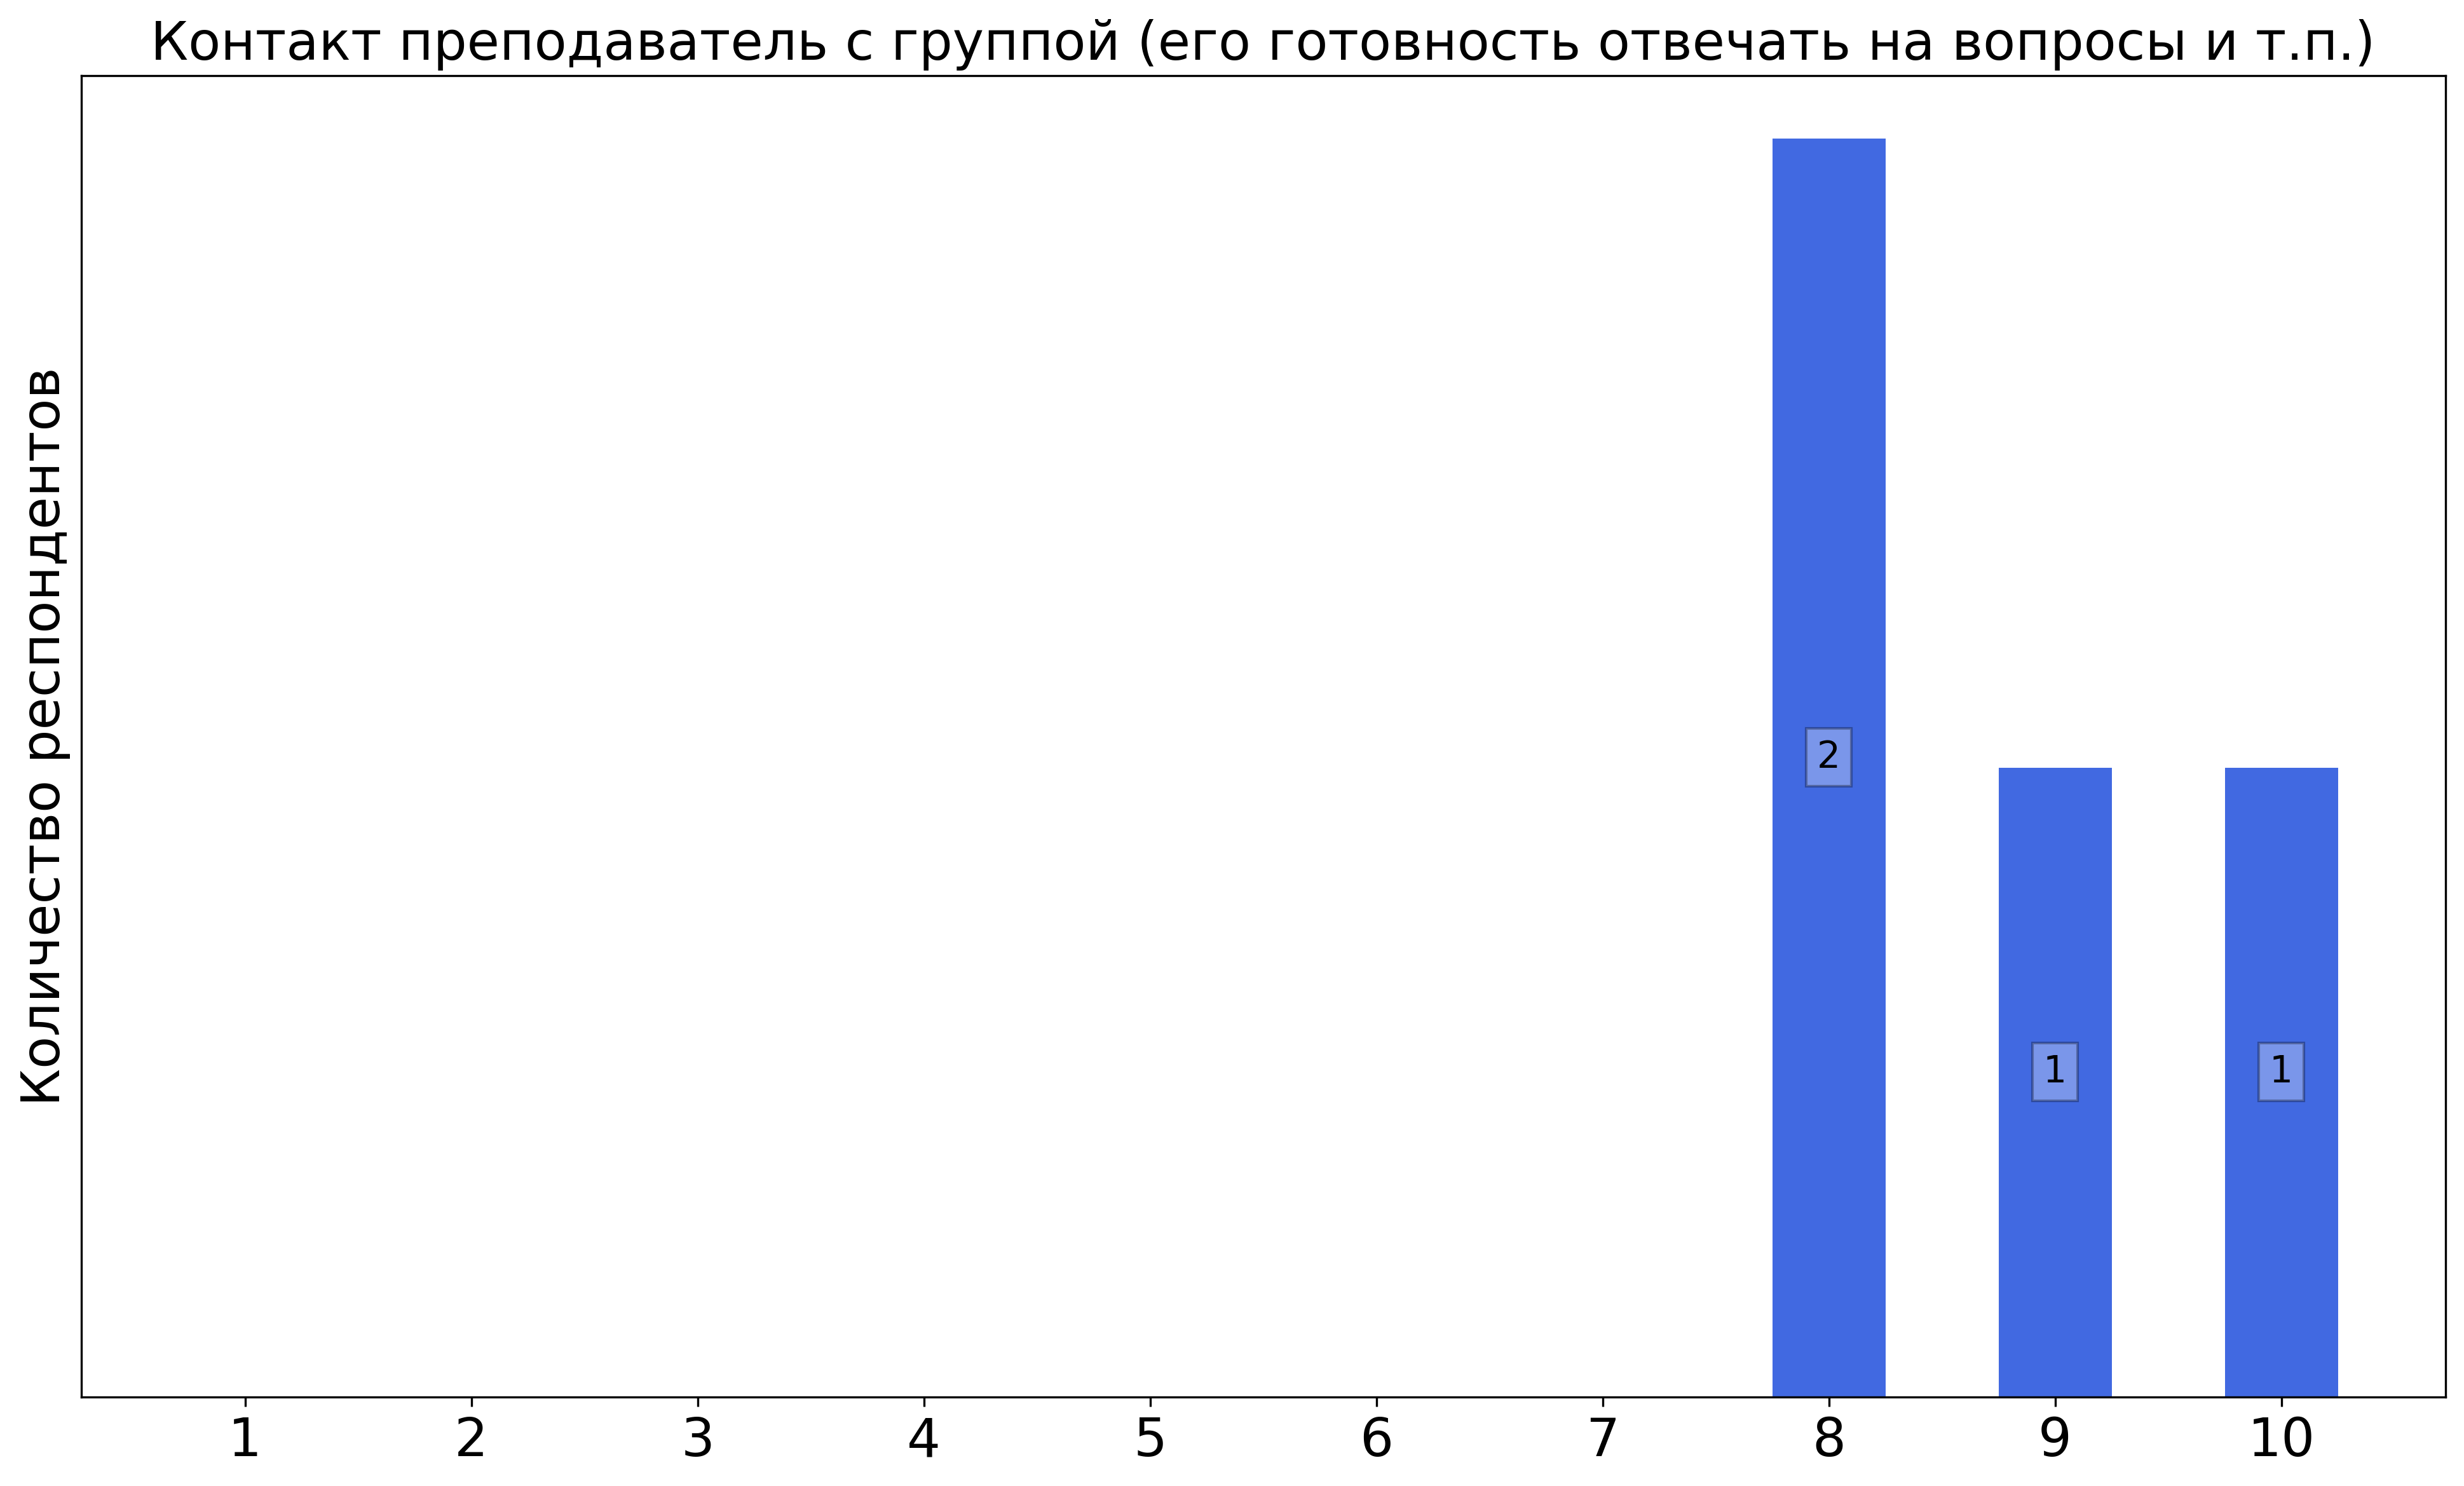 Контакт преподаватель с группой (его готовность отвечать на вопросы и т.п.)
Количество респондентов
2
1
1
1 2 3 4 5 6 7 8 9 10